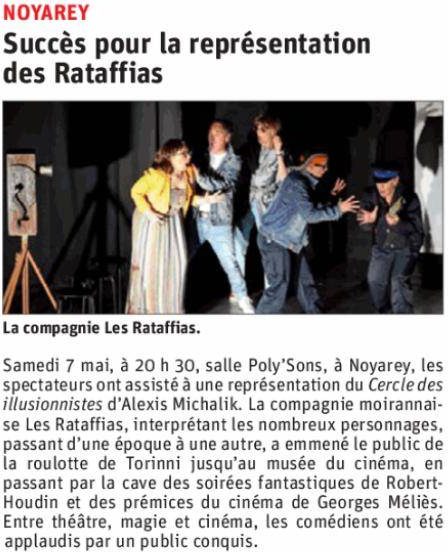 NOYAREY
Succès pour la représentation
des Rataffias
La compagnie Les Rataffias.
Samedi 7 mai, à 20 h 30, salle Poly’Sons, à Noyarey, les
spectateurs ont assisté à une représentation du Cercle des
illusionnistes d’Alexis Michalik. La compagnie moirannai-
se Les Rataffias, interprétant les nombreux personnages,
passant d’une époque à une autre, a emmené le public de
la roulotte de Torinni jusqu’au musée du cinéma, en
passant par la cave des soirées fantastiques de Robert-
Houdin et des prémices du cinéma de Georges Méliès.
Entre théâtre, magie et cinéma, les comédiens ont été
applaudis par un public conquis.